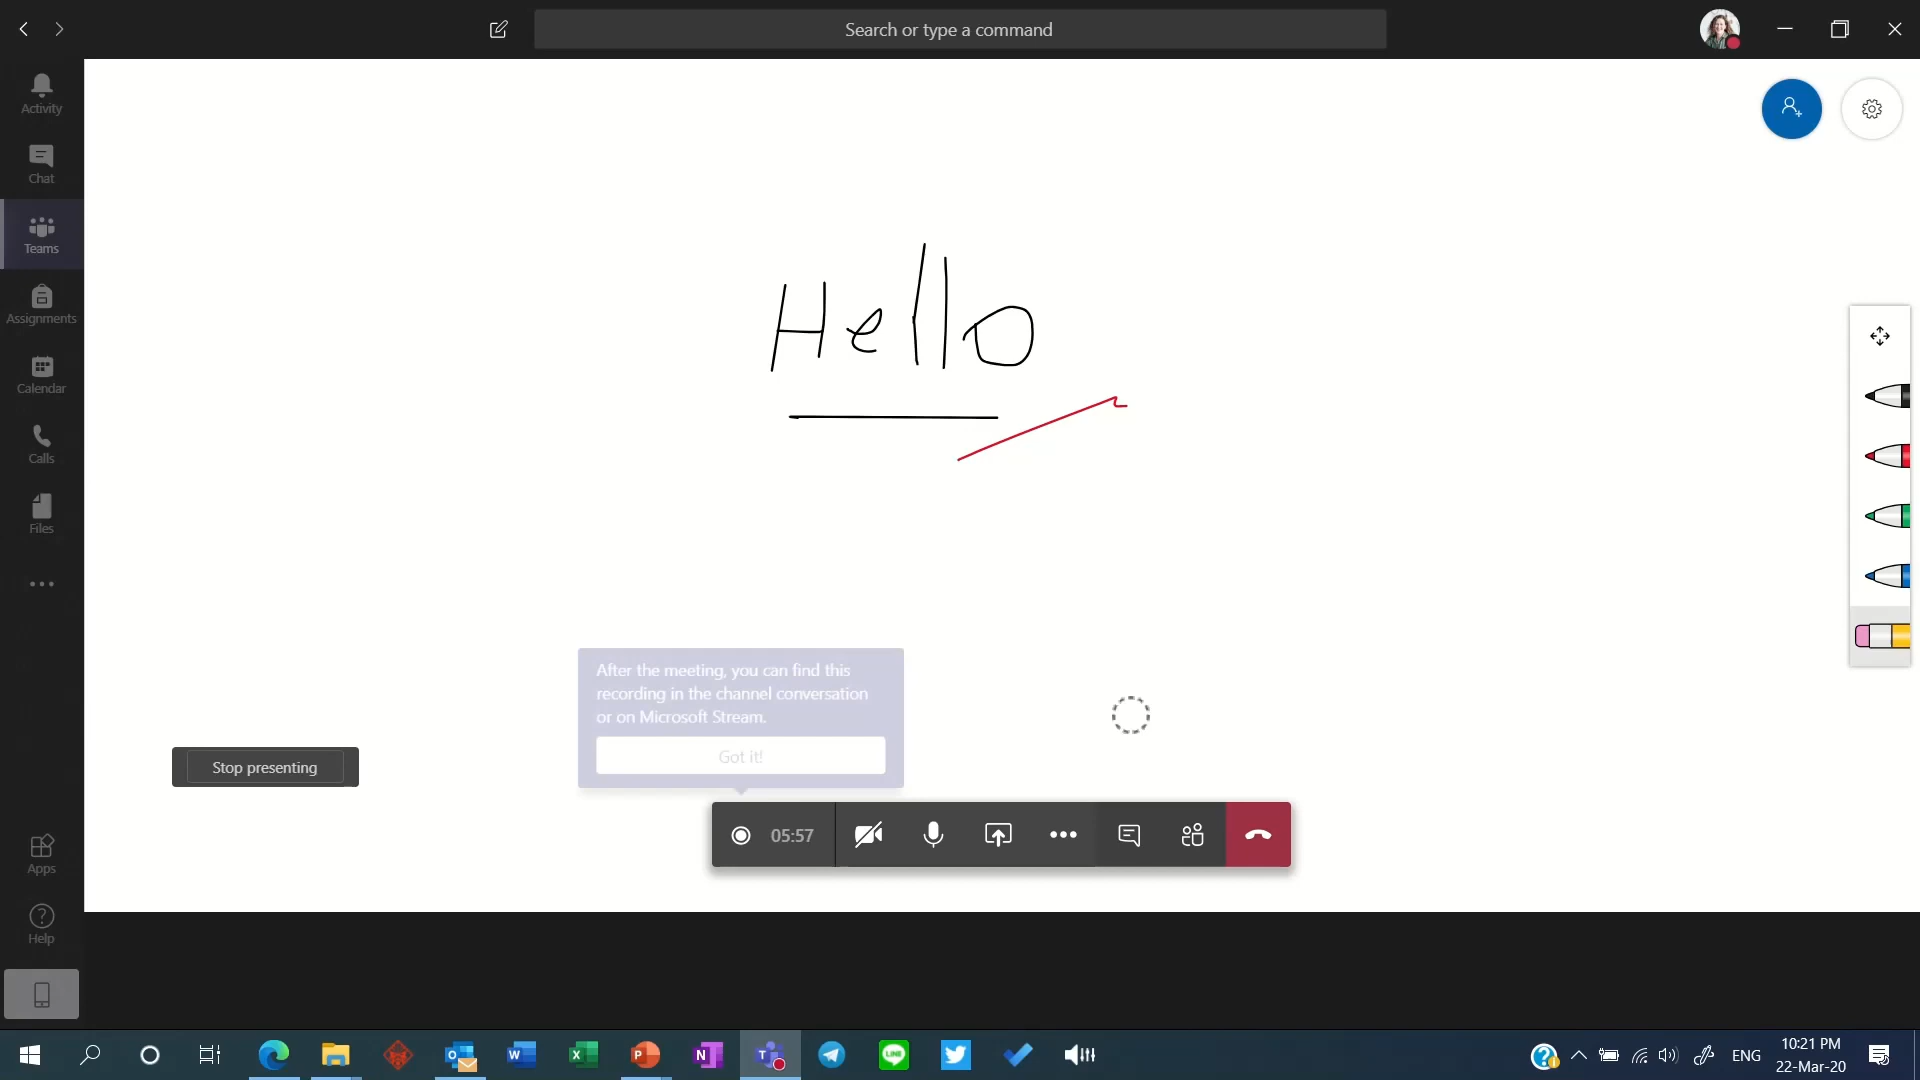 Search or type a command
Activity
Chat
Teams
Assignments
Calendar
Calls
Files
Apps
Help
Hello
After the meeting, you can find this
recording in the channel conversation
or on Microsoft Stream.
Got it!
Stop presenting
05:57
ENG
10:21 PM
22-Mar-20